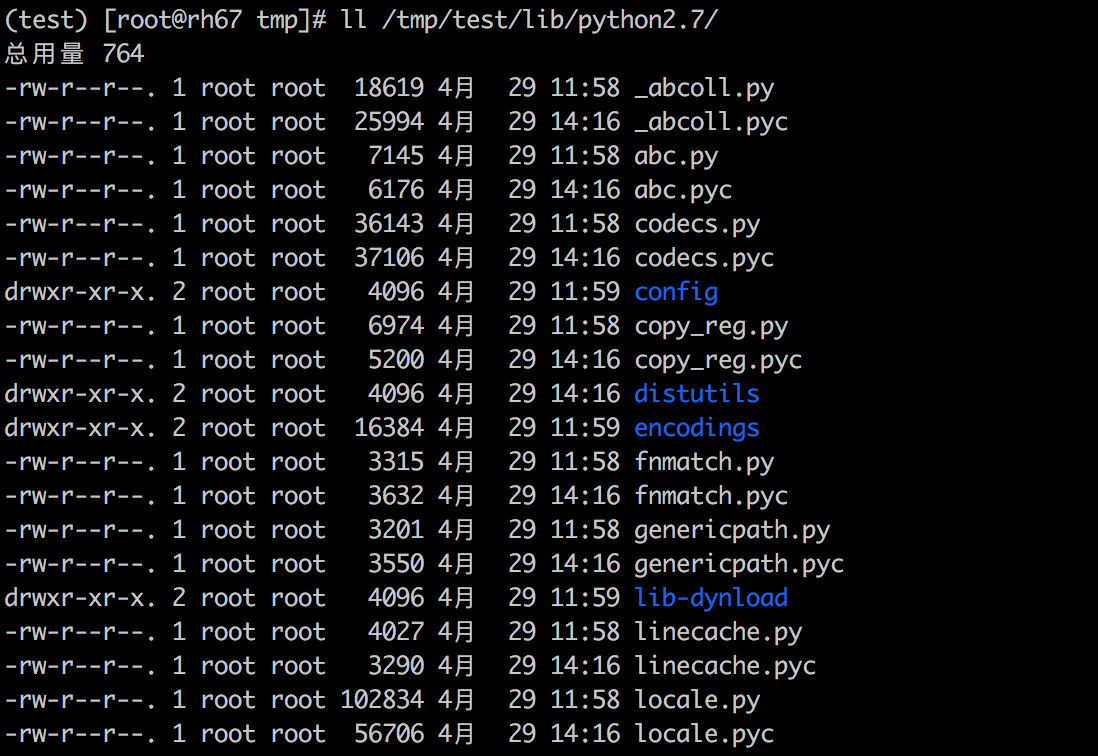 (test) [root@rh67 tmp]# ll /tmp/test/lib/python2.7/
总用量 764
-rw-r--r--. 1 root root  18619 4月  29 11:58 _abcoll.py
-rw-r--r--. 1 root root  25994 4月  29 14:16 _abcoll.pyc
-rw-r--r--. 1 root root   7145 4月  29 11:58 abc.py
-rw-r--r--. 1 root root   6176 4月  29 14:16 abc.pyc
-rw-r--r--. 1 root root  36143 4月  29 11:58 codecs.py
-rw-r--r--. 1 root root  37106 4月  29 14:16 codecs.pyc
drwxr-xr-x. 2 root root   4096 4月  29 11:59 config
-rw-r--r--. 1 root root   6974 4月  29 11:58 copy_reg.py
-rw-r--r--. 1 root root   5200 4月  29 14:16 copy_reg.pyc
drwxr-xr-x. 2 root root   4096 4月  29 14:16 distutils
drwxr-xr-x. 2 root root  16384 4月  29 11:59 encodings
-rw-r--r--. 1 root root   3315 4月  29 11:58 fnmatch.py
-rw-r--r--. 1 root root   3632 4月  29 14:16 fnmatch.pyc
-rw-r--r--. 1 root root   3201 4月  29 11:58 genericpath.py
-rw-r--r--. 1 root root   3550 4月  29 14:16 genericpath.pyc
drwxr-xr-x. 2 root root   4096 4月  29 11:59 lib-dynload
-rw-r--r--. 1 root root   4027 4月  29 11:58 linecache.py
-rw-r--r--. 1 root root   3290 4月  29 14:16 linecache.pyc
-rw-r--r--. 1 root root 102834 4月  29 11:58 locale.py
-rw-r--r--. 1 root root  56706 4月  29 14:16 locale.pyc